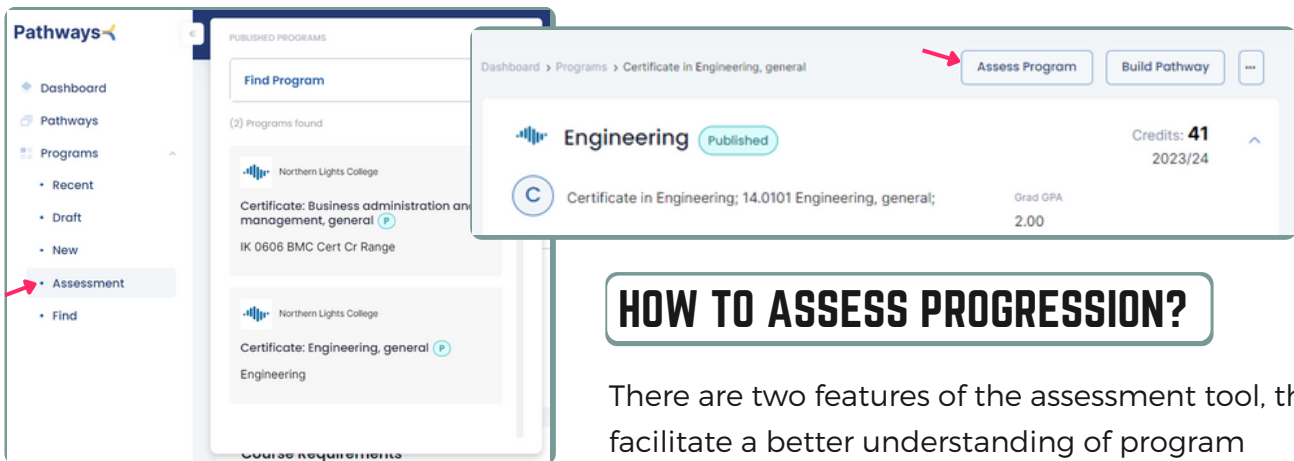 Pathways
Dashboard
Pathways
Programs
Recent
Draft
New
Assessment
Find
PUBLISHED PROGRAMS
Find Program
(2) Programs found
Northern Lights College
Certificate: Business administration and
management, general P
IK 0606 BMC Cert Cr Range
Northern Lights College
Certificate: Engineering, general P
Engineering
Course Requirements
Dashboard > Programs > Certificate in Engineering, general
Assess Program
Build Pathway
...
Engineering Published
Credits: 41
2023/24
C
Certificate in Engineering; 14.0101 Engineering, general;
Grad GPA
2.00
HOW TO ASSESS PROGRESSION?
There are two features of the assessment tool, th
facilitate a better understanding of program